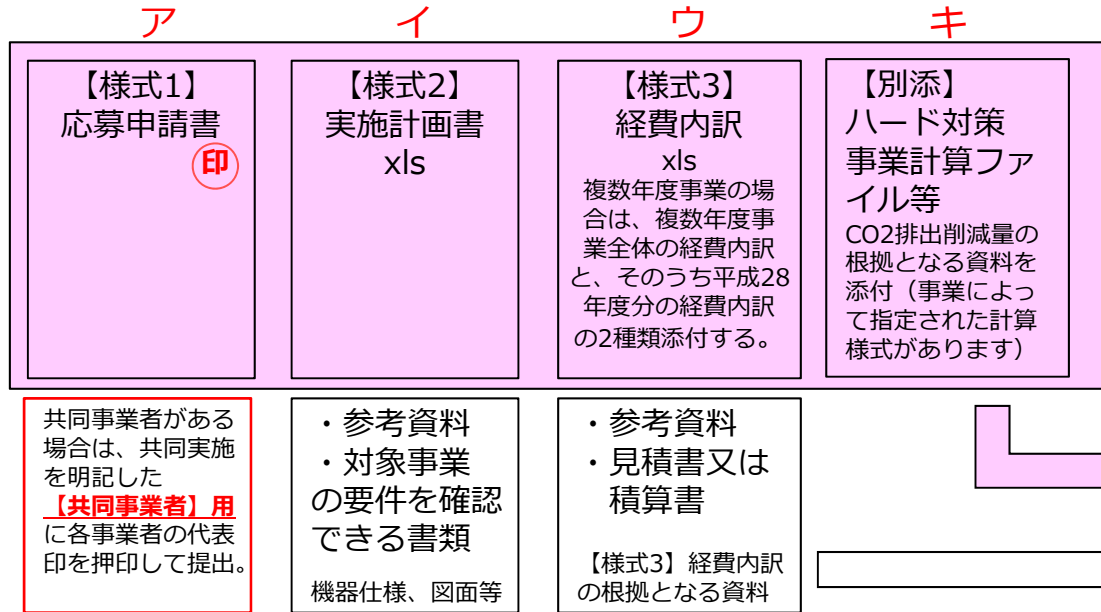 ア
イ
ウ
キ
【様式1】
応募申請書
印
【様式2】
実施計画書
xls
【様式3】
経費内訳
xls
複数年度事業の場
合は、複数年度事
業全体の経費内訳
と、そのうち平成28
年度分の経費内訳
の2種類添付する。
【別添】
ハード対策
事業計算ファ
イル等
CO2排出削減量の
根拠となる資料を
添付（事業によっ
て指定された計算
様式があります）
共同事業者がある
場合は、共同実施
を明記した
【共同事業者】用
に各事業者の代表
印を押印して提出。
・参考資料
・対象事業
の要件を確認
できる書類
機器仕様、図面等
・参考資料
・見積書又は
積算書
【様式3】経費内訳
の根拠となる資料